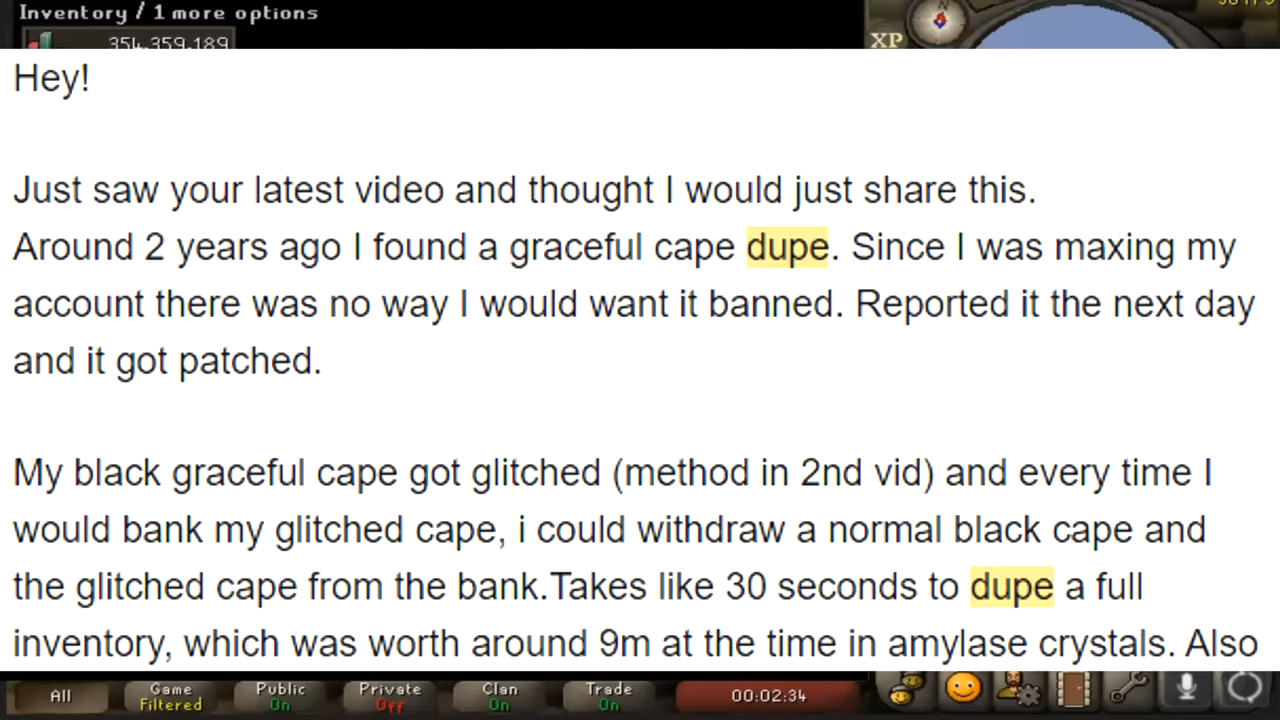 Inventory / 1 more options
354,359,189
XP
N
Hey!
Just saw your latest video and thought I would just share this.
Around 2 years ago I found a graceful cape dupe. Since I was maxing my
account there was no way I would want it banned. Reported it the next day
and it got patched.
My black graceful cape got glitched (method in 2nd vid) and every time I
would bank my glitched cape, i could withdraw a normal black cape and
the glitched cape from the bank.Takes like 30 seconds to dupe a full
inventory, which was worth around 9m at the time in amylase crystals. Also
All
Game
Filtered
Public
On
Private
Off
Clan
On
Trade
On
00:02:34